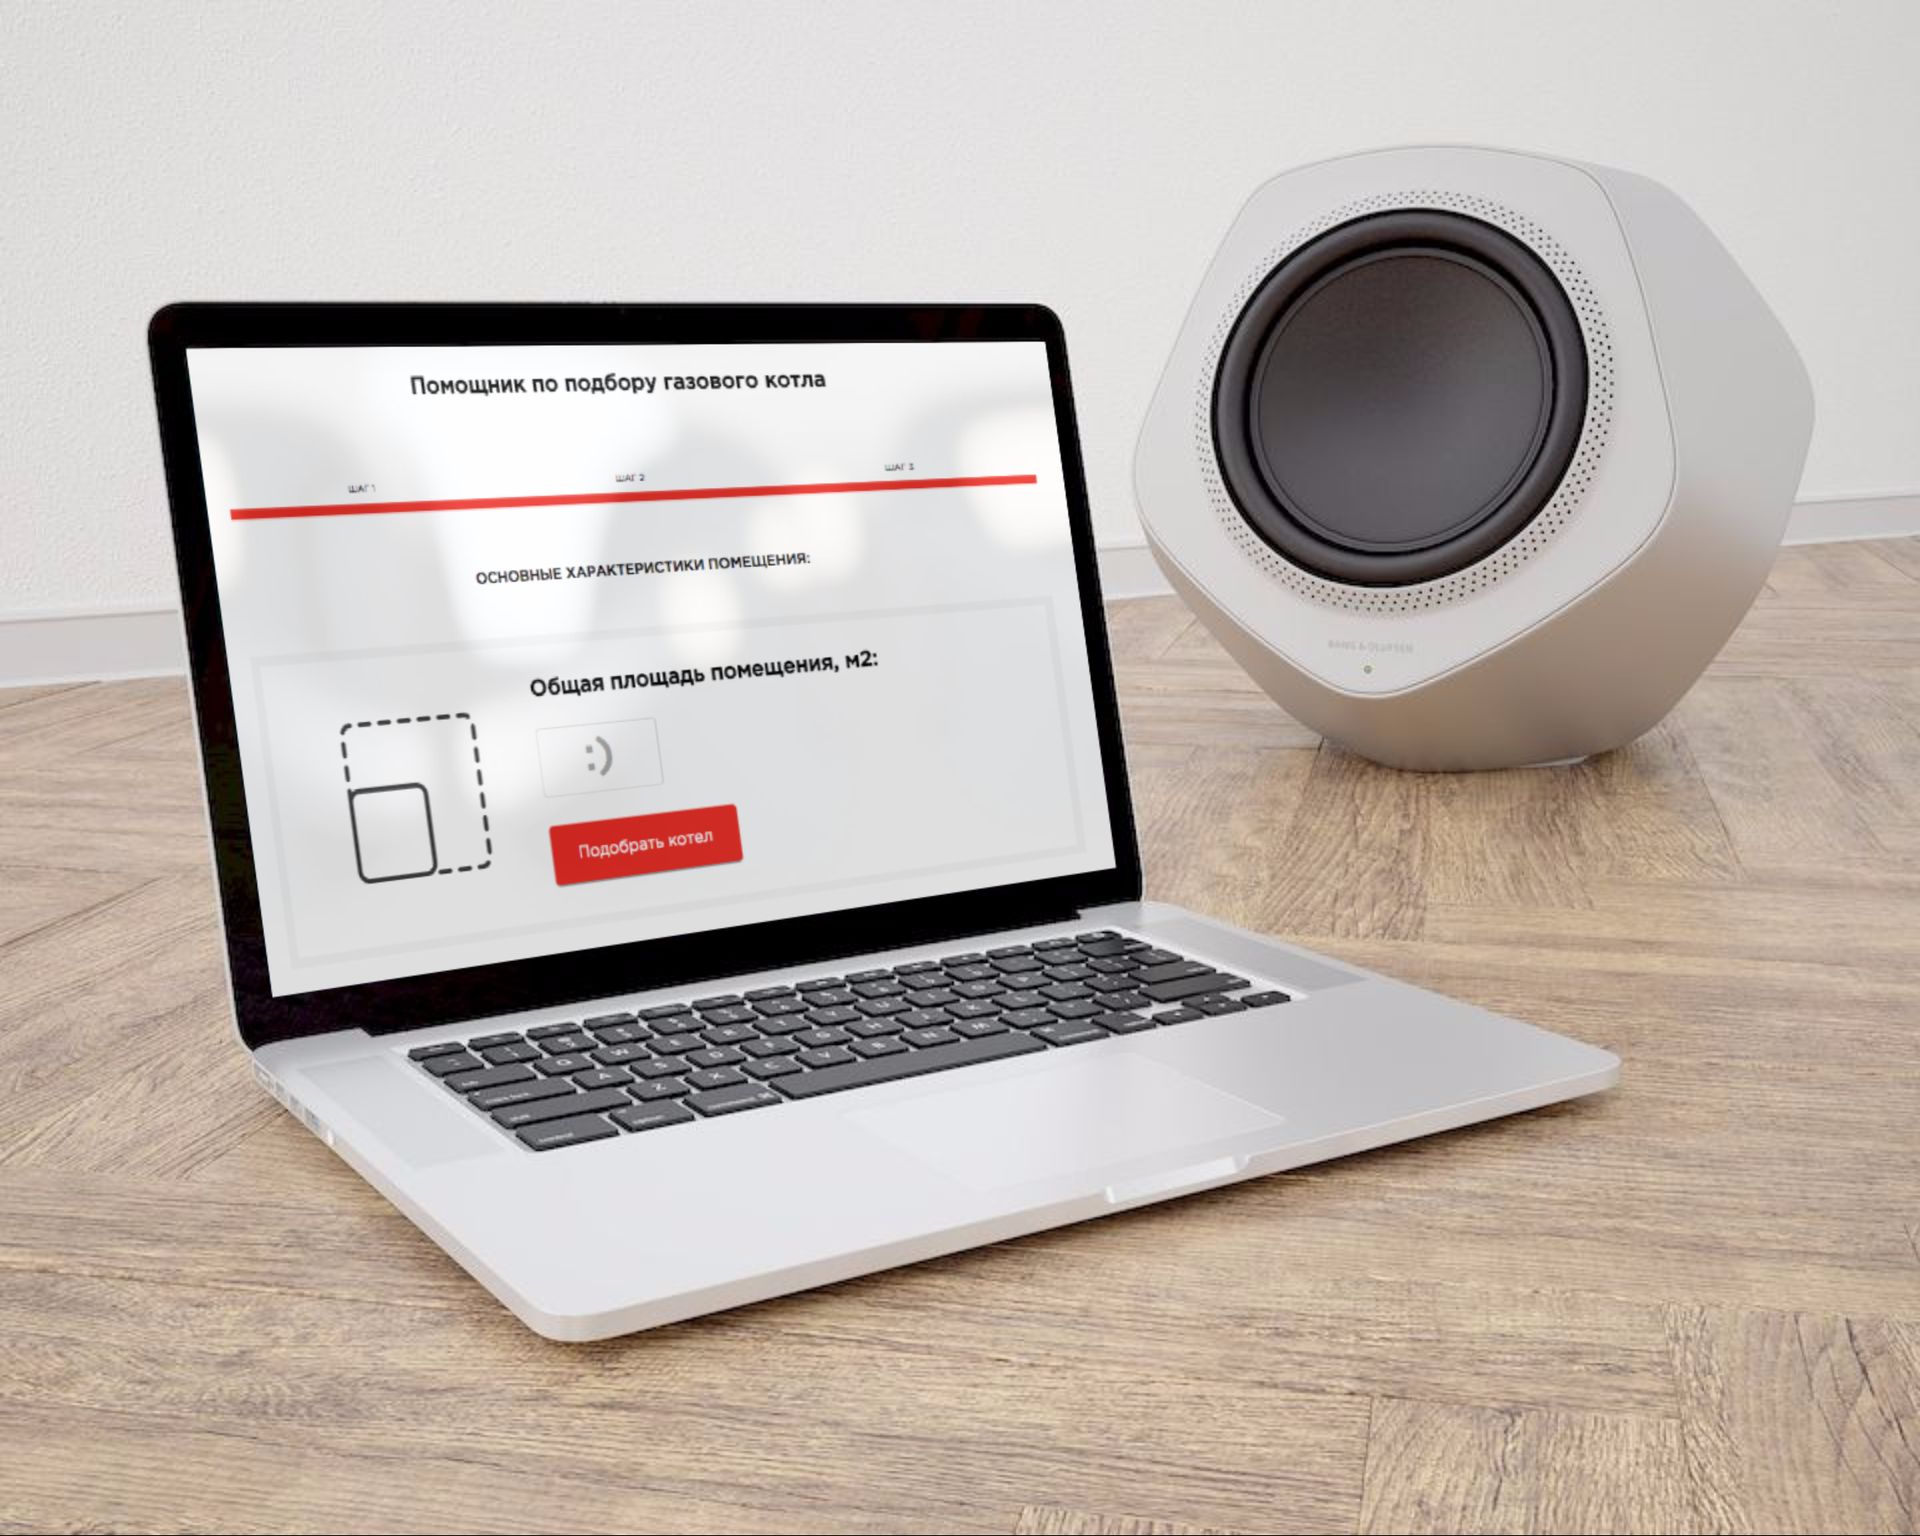 Помощник по подбору газового котла
ШАГ 1
ШАГ 2
ШАГ 3
ОСНОВНЫЕ ХАРАКТЕРИСТИКИ ПОМЕЩЕНИЯ:
Общая площадь помещения, м2:
:)
Подобрать котел
BANG & OLUFSEN